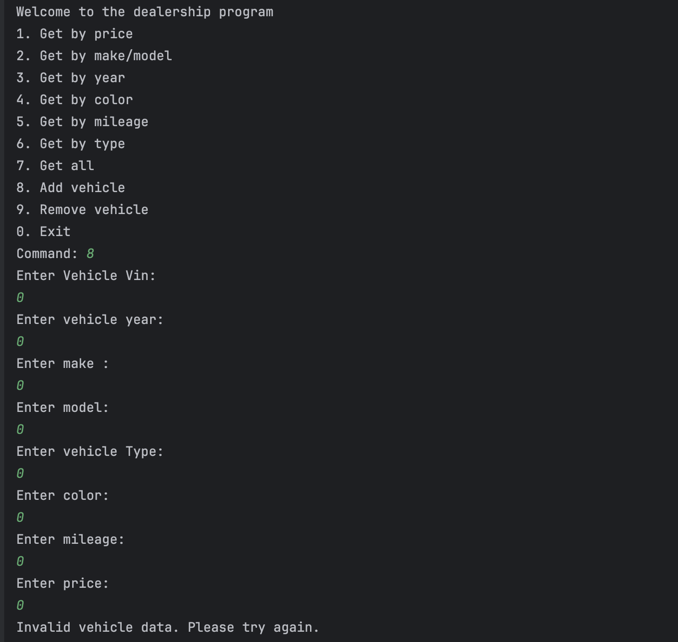 Welcome to the dealership program
1. Get by price
2. Get by make/model
3. Get by year
4. Get by color
5. Get by mileage
6. Get by type
7. Get all
8. Add vehicle
9. Remove vehicle
0. Exit
Command: 8
Enter Vehicle Vin:
0
Enter vehicle year:
0
Enter make :
0
Enter model:
0
Enter vehicle Type:
0
Enter color:
0
Enter mileage:
0
Enter price:
0
Invalid vehicle data. Please try again.